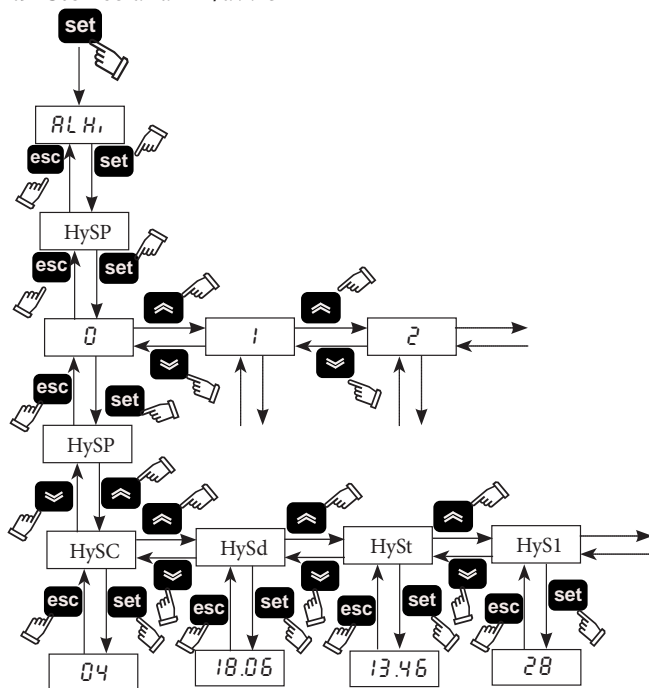 set
ALHi
esc
set
HySP
esc
set
0
1
2
esc
set
HySP
HySC
HySd
HySt
HyS1
esc
set
esc
set
esc
set
esc
set
04
18.06
13.46
28